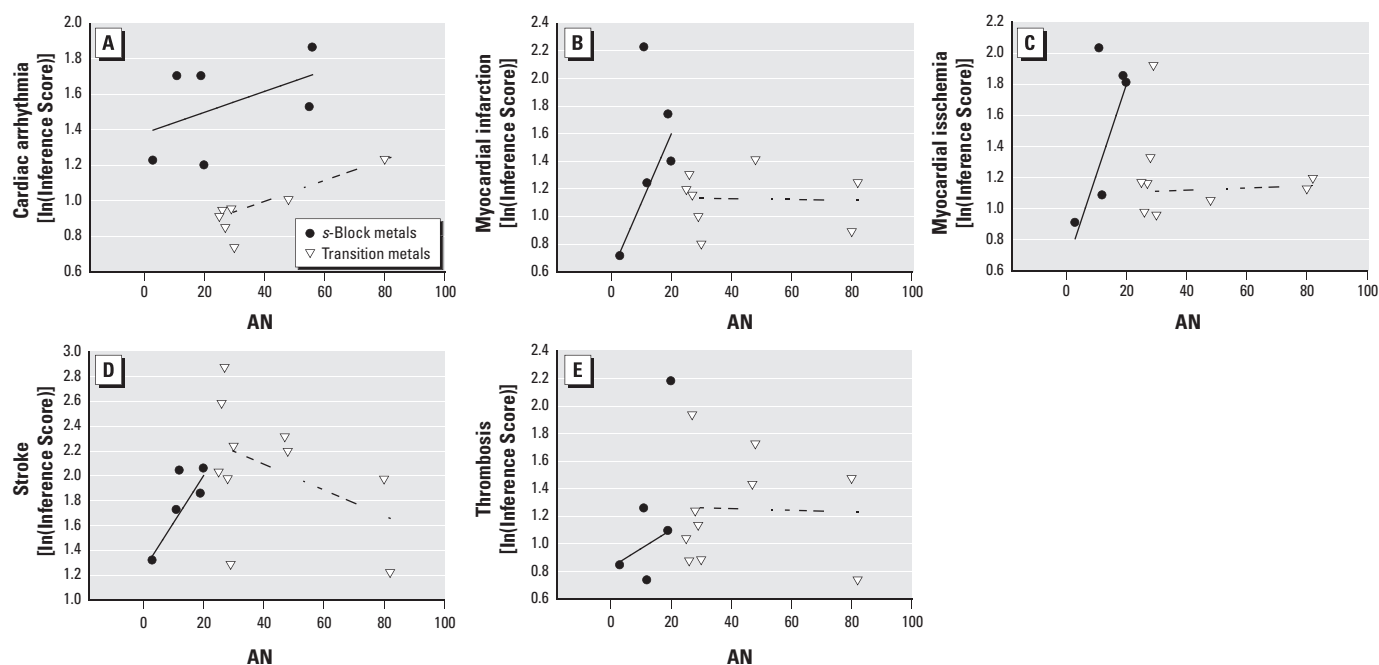 A
Cardiac arrhythmia
[ln(Inference Score)]
2.0
1.8
1.6
1.4
1.2
1.0
0.8
0.6
s-Block metals
Transition metals
0 20 40 60 80 100
AN
B
Myocardial infarction
[ln(Inference Score)]
2.4
2.2
2.0
1.8
1.6
1.4
1.2
1.0
0.8
0.6
0 20 40 60 80 100
AN
C
Myocardial isschemia
[ln(Inference Score)]
2.2
2.0
1.8
1.6
1.4
1.2
1.0
0.8
0.6
0 20 40 60 80 100
AN
D
Stroke
[ln(Inference Score)]
3.0
2.8
2.6
2.4
2.2
2.0
1.8
1.6
1.4
1.2
1.0
0 20 40 60 80 100
AN
E
Thrombosis
[ln(Inference Score)]
2.4
2.2
2.0
1.8
1.6
1.4
1.2
1.0
0.8
0.6
0 20 40 60 80 100
AN